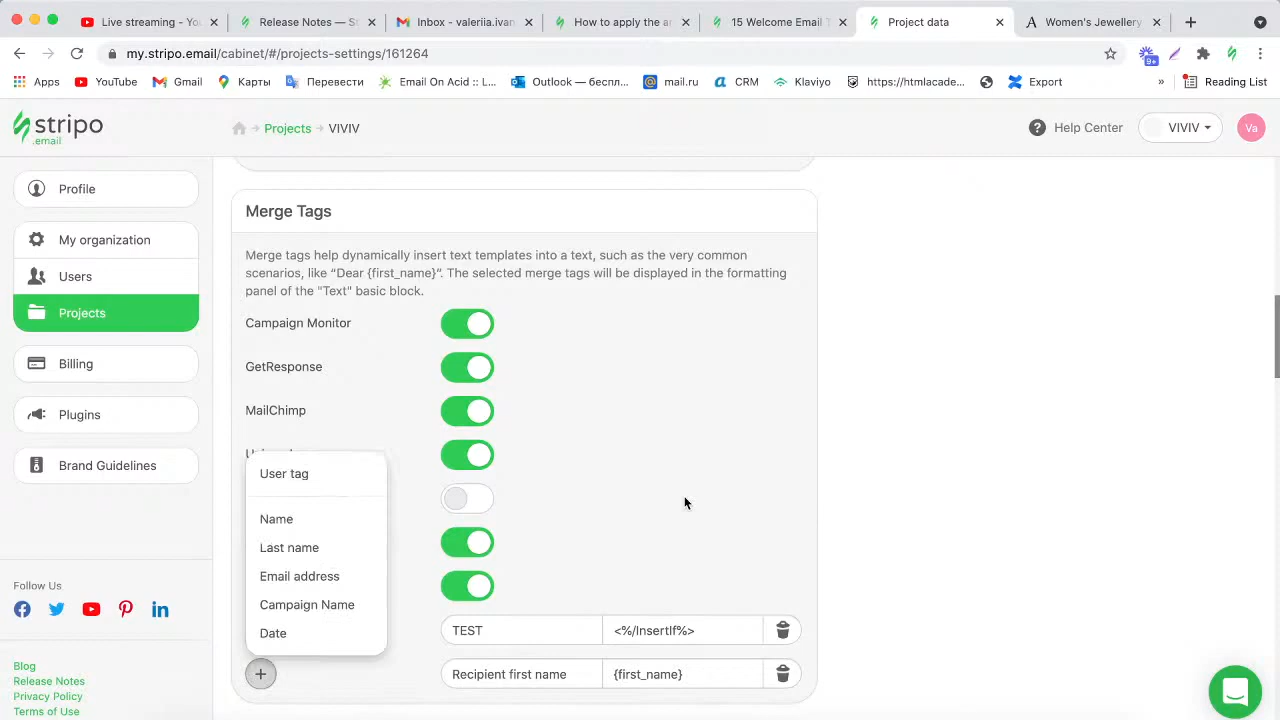 Live streaming - Yo
Release Notes — S
Inbox - valeriia.ivan
How to apply the a
15 Welcome Email T
Project data
Women's Jewellery
my.stripo.email/cabinet/#/projects-settings/161264
9+
Apps
YouTube
Gmail
Карты
Перевести
Email On Acid :: L...
Outlook — беспл...
mail.ru
CRM
Klaviyo
https://htmlacade...
Export
»
Reading List
stripo
.email
Projects
VIVIV
Help Center
VIVIV
Va
Profile
My organization
Users
Projects
Billing
Plugins
Brand Guidelines
Follow Us
Blog
Release Notes
Privacy Policy
Terms of Use
Merge Tags
Merge tags help dynamically insert text templates into a text, such as the very common
scenarios, like “Dear {first_name}“. The selected merge tags will be displayed in the formatting
panel of the "Text" basic block.
Campaign Monitor
GetResponse
MailChimp
User tag
Name
Last name
Email address
Campaign Name
Date
TEST
<%/InsertIf%>
Recipient first name
{first_name}